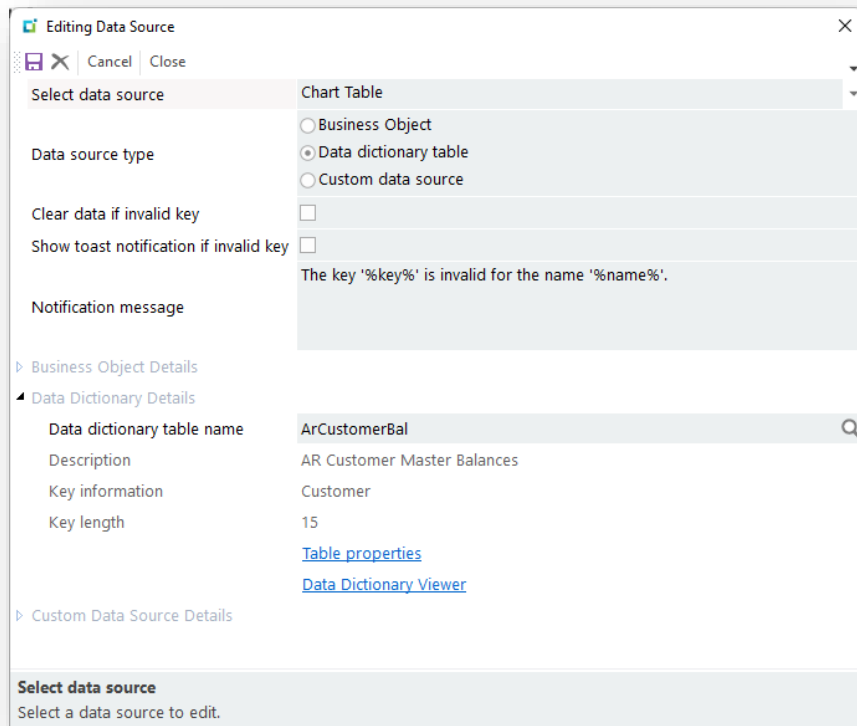 Editing Data Source
Cancel Close
Select data source Chart Table
Business Object
Data source type Data dictionary table
Custom data source
Clear data if invalid key
Show toast notification if invalid key
The key '%key%' is invalid for the name '%name%'.
Notification message
Business Object Details
Data Dictionary Details
Data dictionary table name ArCustomerBal
Description AR Customer Master Balances
Key information Customer
Key length 15
Table properties
Data Dictionary Viewer
Custom Data Source Details
Select data source
Select a data source to edit.